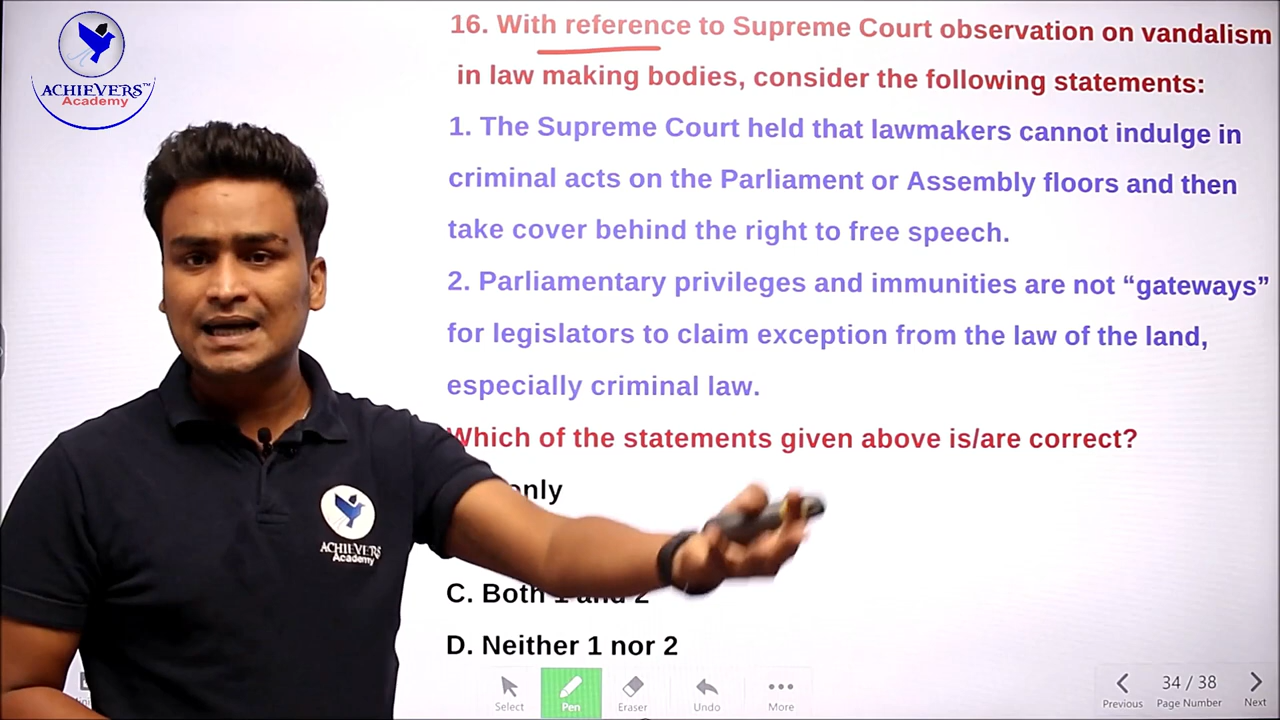 ACHIEVERS™
Academy
16. With reference to Supreme Court observation on vandalism
in law making bodies, consider the following statements:
1. The Supreme Court held that lawmakers cannot indulge in
criminal acts on the Parliament or Assembly floors and then
take cover behind the right to free speech.
2. Parliamentary privileges and immunities are not “gateways”
for legislators to claim exception from the law of the land,
especially criminal law.
Which of the statements given above is/are correct?
only
C. Both 1 and 2
D. Neither 1 nor 2
ACHIEVERS
Academy
Select
Pen
Eraser
Undo
More
Previous
34 / 38
Page Number
Next